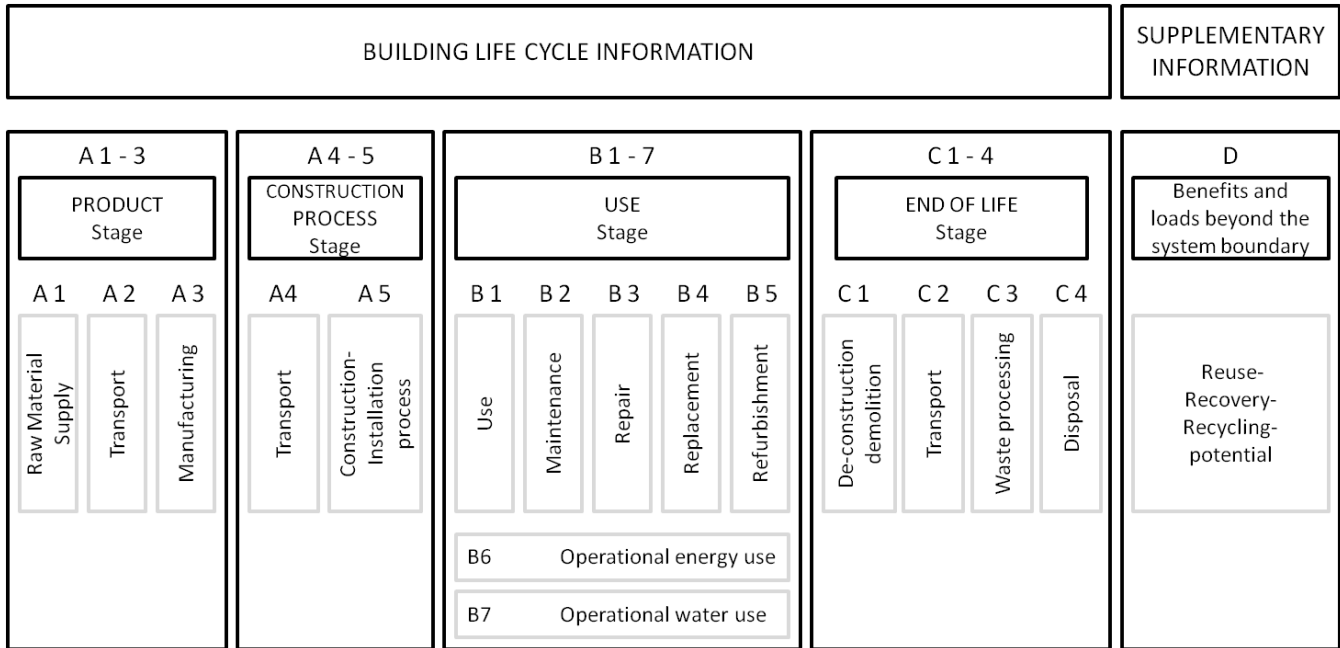 BUILDING LIFE CYCLE INFORMATION
SUPPLEMENTARY
INFORMATION
A 1 - 3
PRODUCT
Stage
A 1
A 2
A 3
Raw Material
Supply
Transport
Manufacturing
A 4 - 5
CONSTRUCTION
PROCESS
Stage
A4
A 5
Transport
Construction-
Installation
process
B 1 - 7
USE
Stage
B 1
B 2
B 3
B 4
B 5
Use
Maintenance
Repair
Replacement
Refurbishment
B6 Operational energy use
B7 Operational water use
C 1 - 4
END OF LIFE
Stage
C 1
C 2
C 3
C 4
De-construction
demolition
Transport
Waste processing
Disposal
D
Benefits and
loads beyond the
system boundary
Reuse-
Recovery-
Recycling-
potential